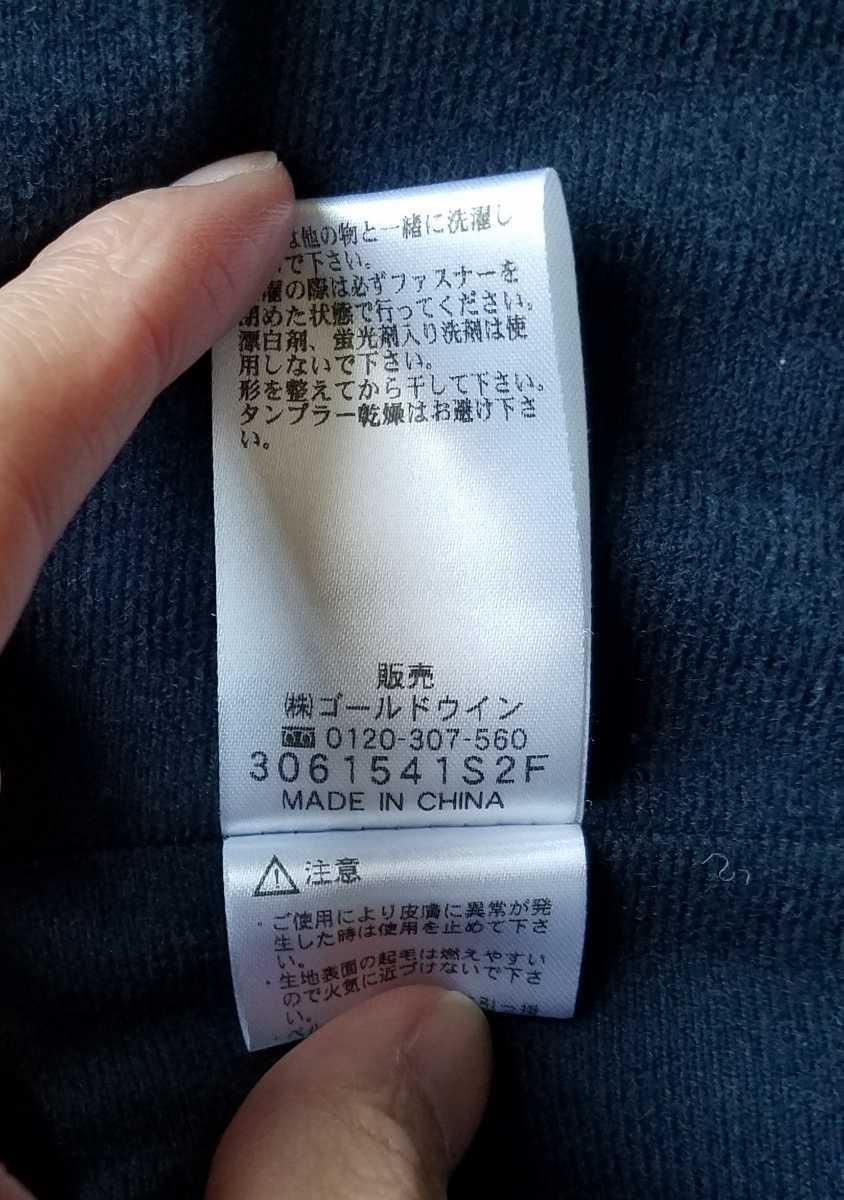 は他の物と一緒に洗濯し
で下さい。
濯の際は必ずファスナーを
閉めた状態で行ってください。
漂白剤、蛍光剤入り洗剤は使
用しないで下さい。
形を整えてから干して下さい。
タンブラー乾燥はお避け下さ
い。
販売
㈱ゴールドウイン
0120-307-560
3061541S2F
MADE IN CHINA
注意
・ご使用により皮膚に異常が発
生した時は使用を止めて下さ
い。
・生地表面の起毛は燃えやすい
ので火気に近づけないで下さ
い。
引っ掛
・ベル